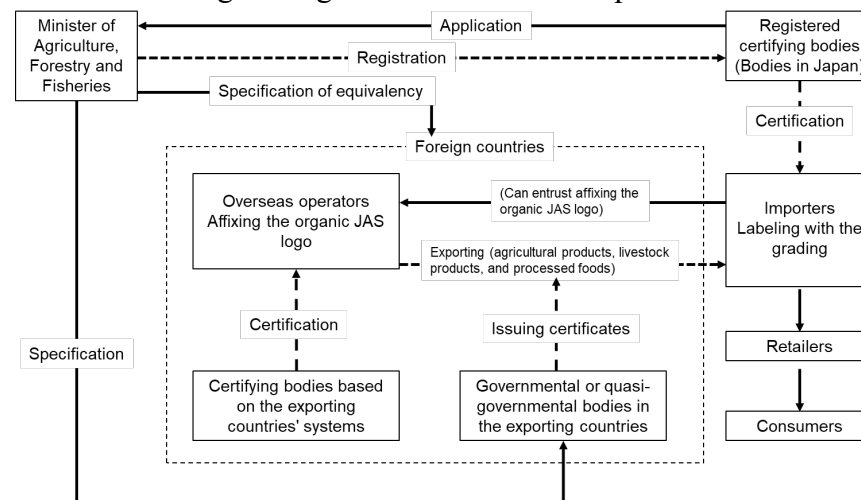 Minister of
Agriculture,
Forestry and
Fisheries
Application
Registered
certifying bodies
(Bodies in Japan)
Registration
Specification of equivalency
Certification
Foreign countries
Overseas operators
Affixing the organic JAS
logo
(Can entrust affixing the
organic JAS logo)
Importers
Labeling with the
grading
Exporting (agricultural products, livestock
products, and processed foods)
Certification
Issuing certificates
Specification
Retailers
Certifying bodies based
on the exporting
countries' systems
Governmental or quasi-
governmental bodies in
the exporting countries
Consumers